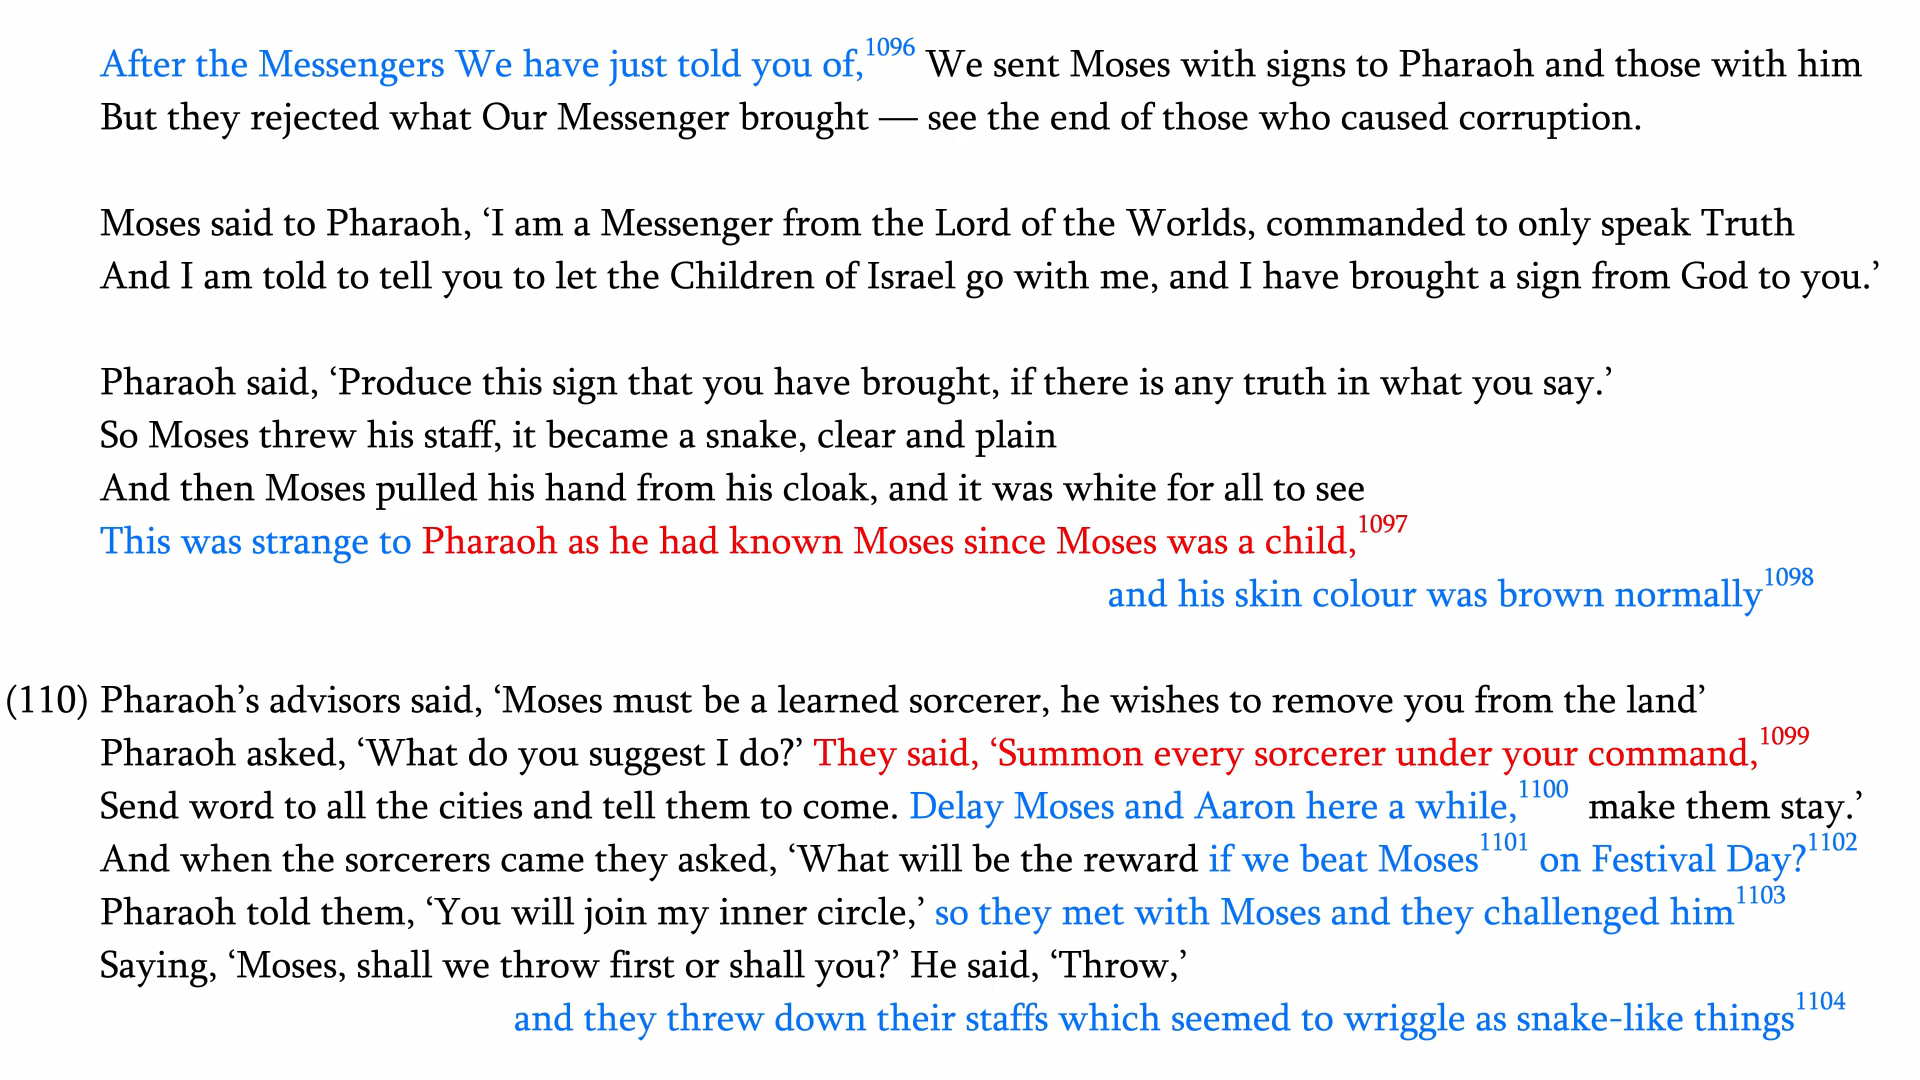 After the Messengers We have just told you of,1096 We sent Moses with signs to Pharaoh and those with him
But they rejected what Our Messenger brought — see the end of those who caused corruption.
Moses said to Pharaoh, ‘I am a Messenger from the Lord of the Worlds, commanded to only speak Truth
And I am told to tell you to let the Children of Israel go with me, and I have brought a sign from God to you.’
Pharaoh said, ‘Produce this sign that you have brought, if there is any truth in what you say.’
So Moses threw his staff, it became a snake, clear and plain
And then Moses pulled his hand from his cloak, and it was white for all to see
This was strange to Pharaoh as he had known Moses since Moses was a child,1097
and his skin colour was brown normally1098
(110) Pharaoh’s advisors said, ‘Moses must be a learned sorcerer, he wishes to remove you from the land’
Pharaoh asked, ‘What do you suggest I do?’ They said, ‘Summon every sorcerer under your command,1099
Send word to all the cities and tell them to come. Delay Moses and Aaron here a while,1100 make them stay.’
And when the sorcerers came they asked, ‘What will be the reward if we beat Moses1101 on Festival Day?1102
Pharaoh told them, ‘You will join my inner circle,’ so they met with Moses and they challenged him1103
Saying, ‘Moses, shall we throw first or shall you?’ He said, ‘Throw,’
and they threw down their staffs which seemed to wriggle as snake-like things1104